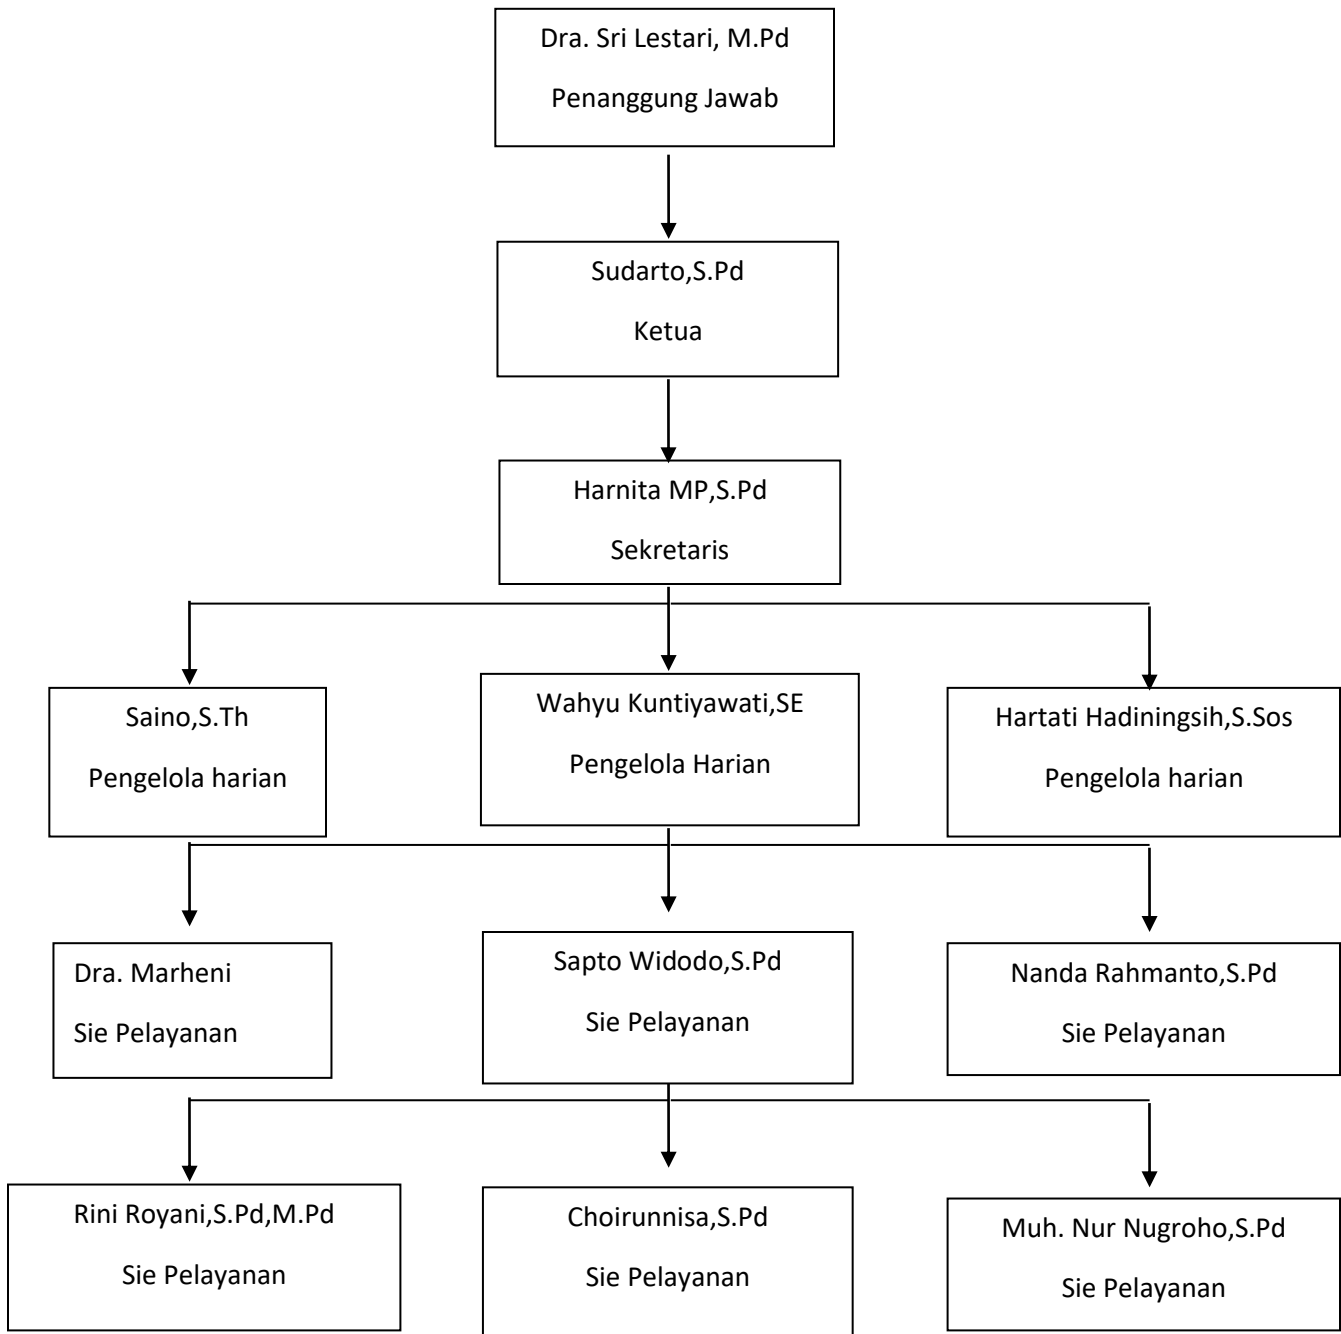 Dra. Sri Lestari, M.Pd
Penanggung Jawab
Sudarto,S.Pd
Ketua
Harnita MP,S.Pd
Sekretaris
Saino,S.Th
Pengelola harian
Wahyu Kuntiyawati,SE
Pengelola Harian
Hartati Hadiningsih,S.Sos
Pengelola harian
Dra. Marheni
Sie Pelayanan
Sapto Widodo,S.Pd
Sie Pelayanan
Nanda Rahmanto,S.Pd
Sie Pelayanan
Rini Royani,S.Pd,M.Pd
Sie Pelayanan
Choirunnisa,S.Pd
Sie Pelayanan
Muh. Nur Nugroho,S.Pd
Sie Pelayanan